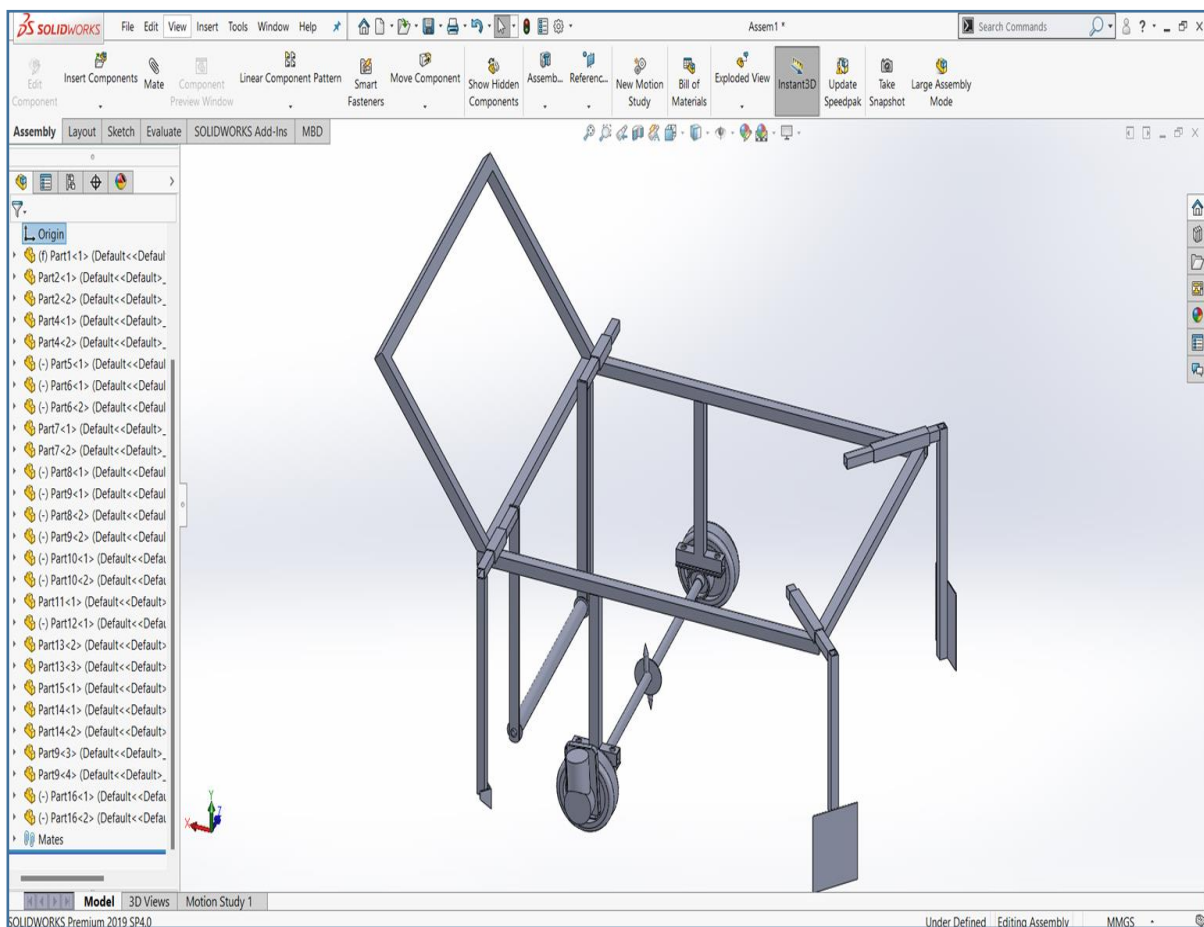 SOLIDWORKS File Edit View Insert Tools Window Help Assem1 * Search Commands ?
Edit Component
Insert Components
Mate
Component Preview Window
Linear Component Pattern
Smart Fasteners
Move Component
Show Hidden Components
Assemb...
Referenc...
New Motion Study
Bill of Materials
Exploded View
Instant3D
Update Speedpak
Take Snapshot
Large Assembly Mode
Assembly Layout Sketch Evaluate SOLIDWORKS Add-Ins MBD
Origin
(f) Part1<1> (Default<<Defaul
Part2<1> (Default<<Default>_
Part2<2> (Default<<Default>_
Part4<1> (Default<<Default>_
Part4<2> (Default<<Default>_
(-) Part5<1> (Default<<Defaul
(-) Part6<1> (Default<<Defaul
(-) Part6<2> (Default<<Defaul
Part7<1> (Default<<Default>_
Part7<2> (Default<<Default>_
(-) Part8<1> (Default<<Defaul
(-) Part9<1> (Default<<Defaul
(-) Part8<2> (Default<<Defaul
(-) Part9<2> (Default<<Defaul
(-) Part10<1> (Default<<Defau
(-) Part10<2> (Default<<Defau
Part11<1> (Default<<Default>
(-) Part12<1> (Default<<Defau
Part13<2> (Default<<Default>
Part13<3> (Default<<Default>
Part15<1> (Default<<Default>
Part14<1> (Default<<Default>
Part14<2> (Default<<Default>
Part9<3> (Default<<Default>_
Part9<4> (Default<<Default>_
(-) Part16<1> (Default<<Defau
(-) Part16<2> (Default<<Defau
Mates
Y
X Z
Model 3D Views Motion Study 1
SOLIDWORKS Premium 2019 SP4.0 Under Defined Editing Assembly MMGS